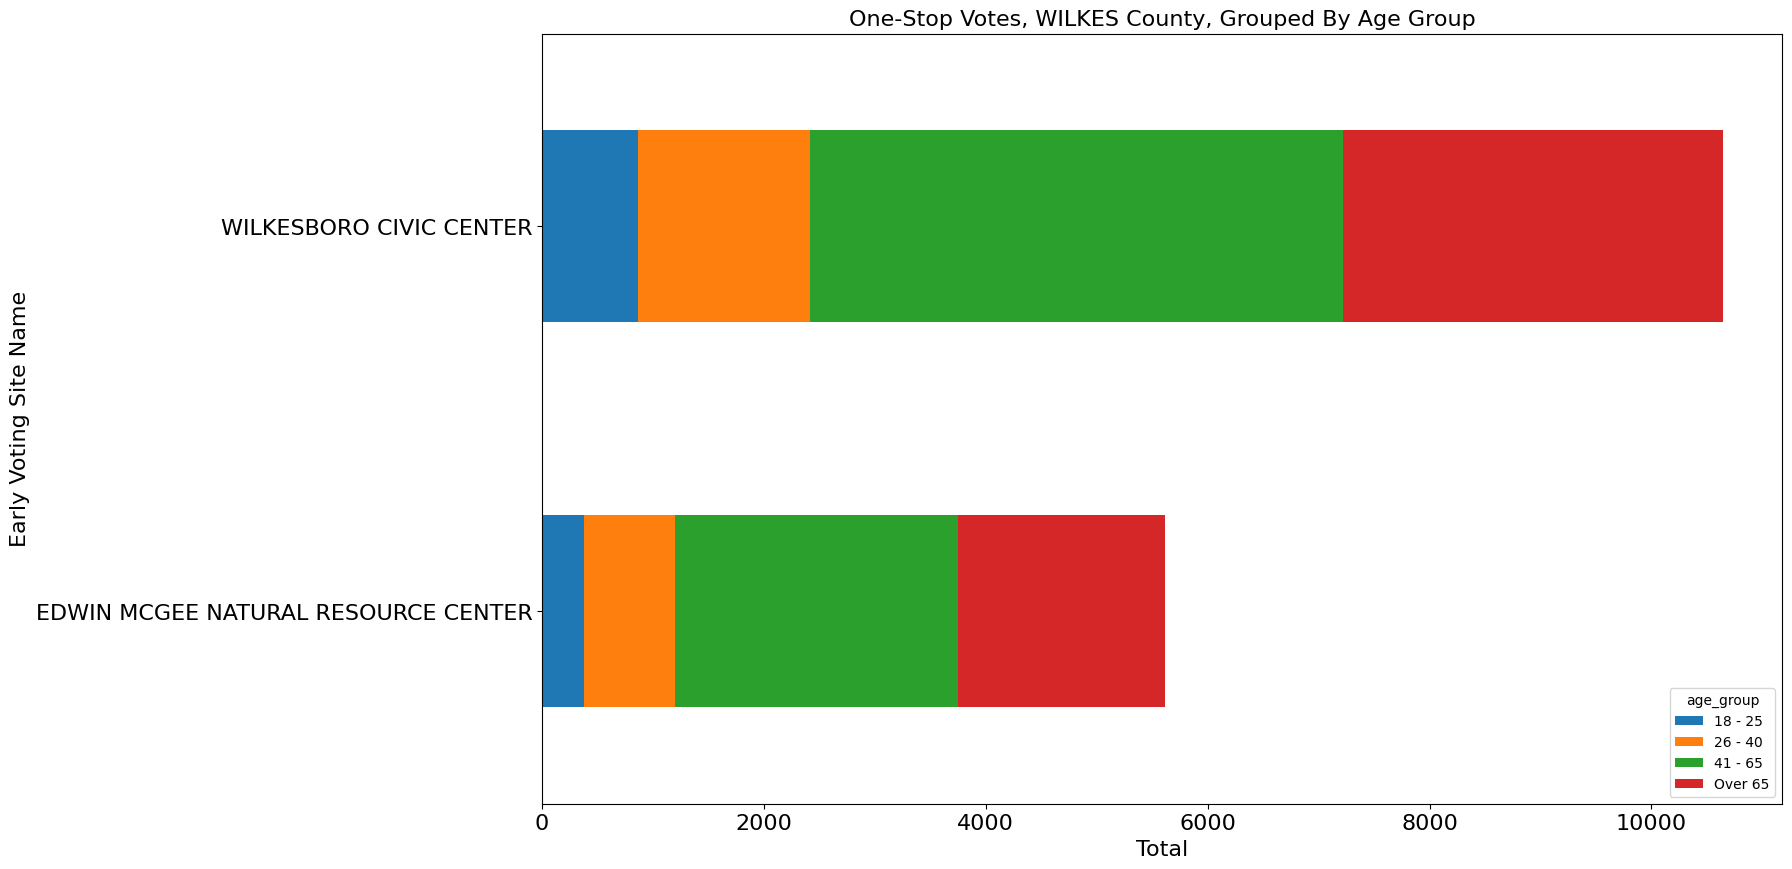 One-Stop Votes, WILKES County, Grouped By Age Group
Early Voting Site Name
WILKESBORO CIVIC CENTER
EDWIN MCGEE NATURAL RESOURCE CENTER
age_group
18 - 25
26 - 40
41 - 65
Over 65
0 2000 4000 6000 8000 10000
Total